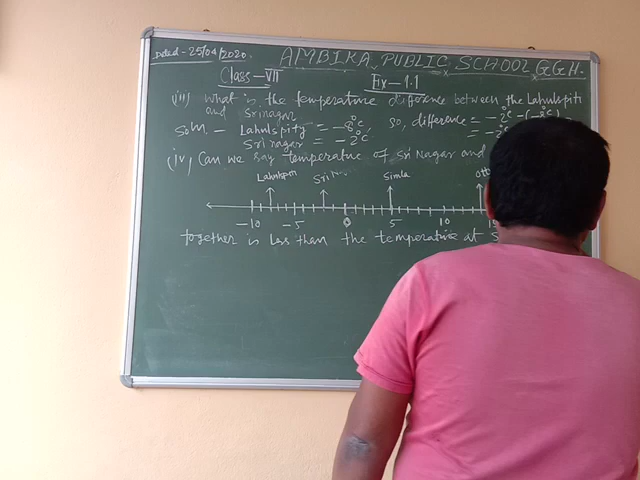 Dated - 25/04/2020. AMBIKA PUBLIC SCHOOL G.G.H.
Class - VII Ex - 1.1
(iii) What is the temperature difference between the Lahulspiti
and Srinagar
Solⁿ. - Lahulspity = -8°C, so, difference = -2°C - (-8°C)
Srinagar = -2°C = -2°C
(iv) Can we say temperature of Srinagar and
Lahulspiti Srinagar Simla
-10 -5 0 5 10
together is less than the temperature at